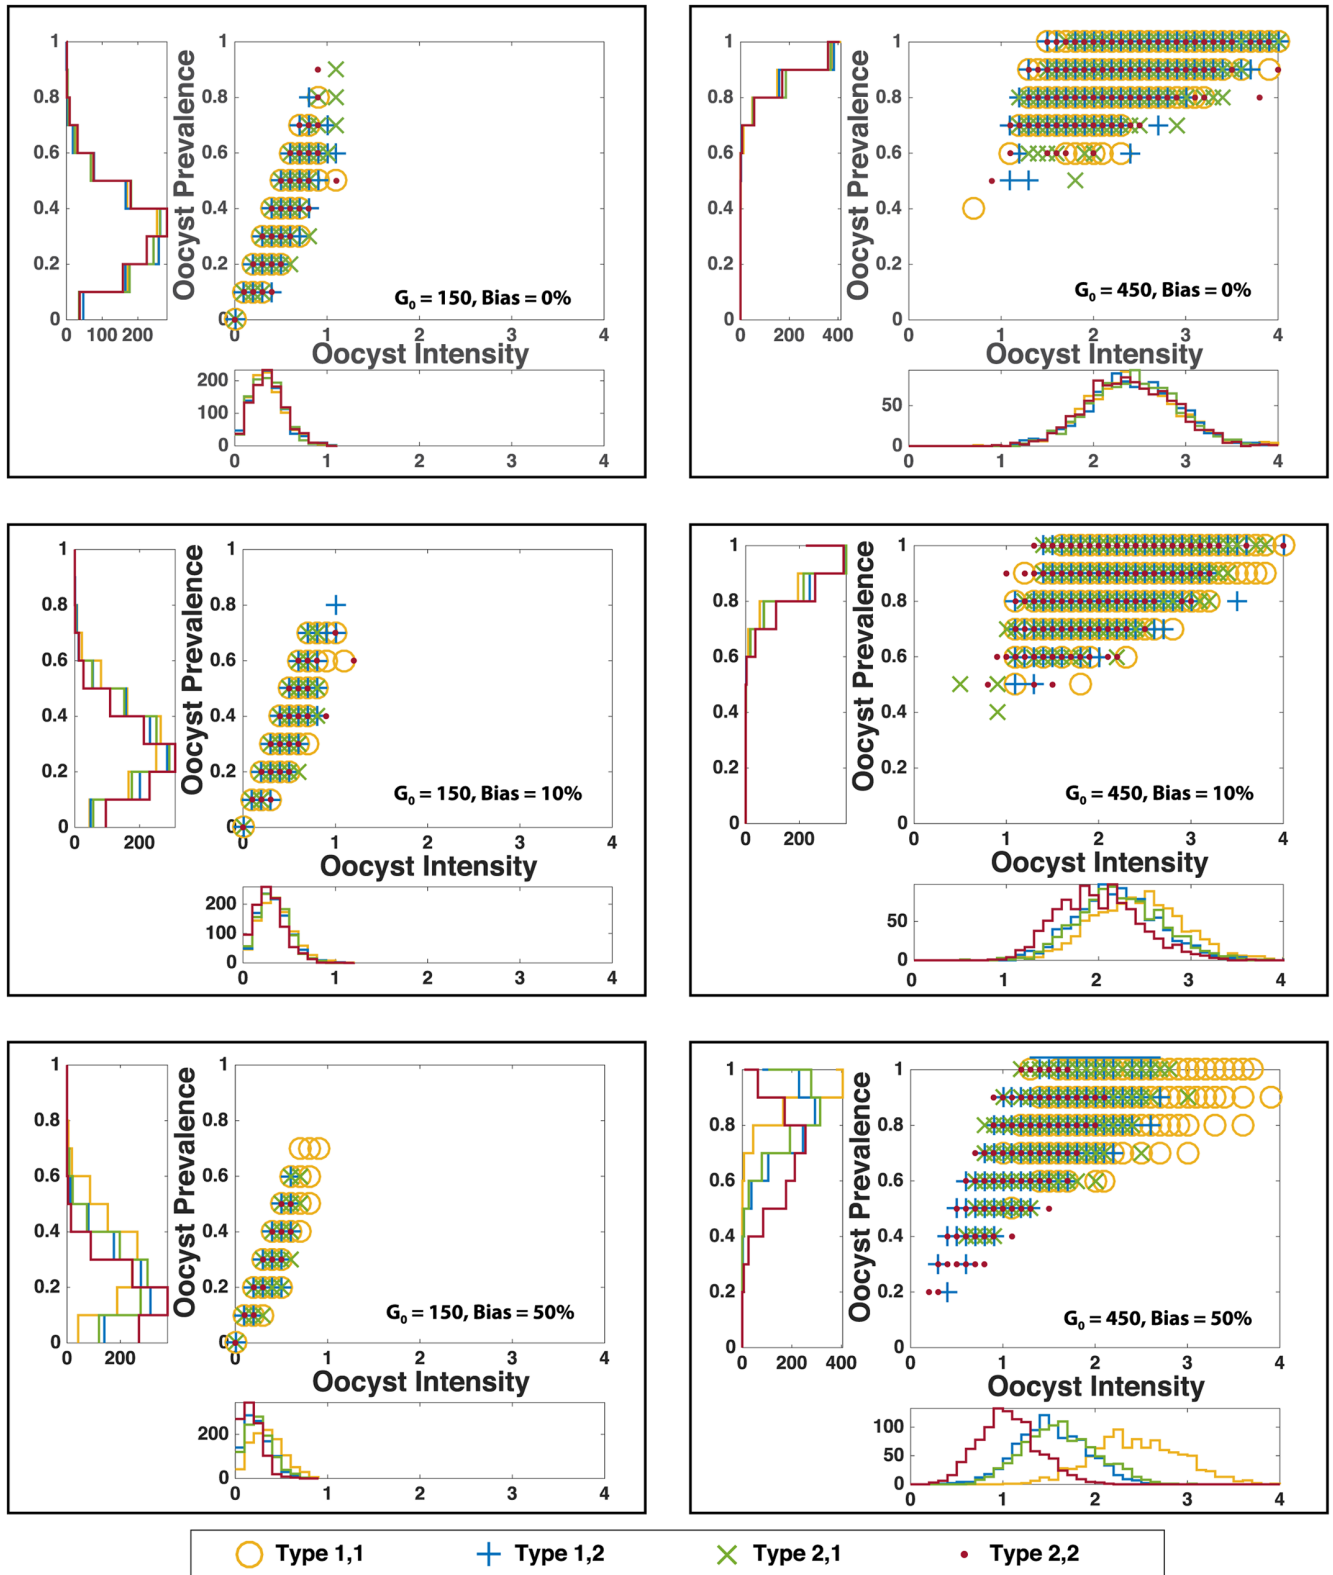 1
0.8
0.6
0.4
0.2
0
0 100 200
Oocyst Prevalence
1
0.8
0.6
0.4
0.2
0
G0 = 150, Bias = 0%
0 1 2 3 4
Oocyst Intensity
200
100
0
0 1 2 3 4
1
0.8
0.6
0.4
0.2
0
0 200 400
Oocyst Prevalence
1
0.8
0.6
0.4
0.2
0
G0 = 450, Bias = 0%
0 1 2 3 4
Oocyst Intensity
50
0
0 1 2 3 4
1
0.8
0.6
0.4
0.2
0
0 200
Oocyst Prevalence
1
0.8
0.6
0.4
0.2
0
G0 = 150, Bias = 10%
0 1 2 3 4
Oocyst Intensity
200
100
0
0 1 2 3 4
1
0.8
0.6
0.4
0.2
0
0 200
Oocyst Prevalence
1
0.8
0.6
0.4
0.2
0
G0 = 450, Bias = 10%
0 1 2 3 4
Oocyst Intensity
50
0
0 1 2 3 4
1
0.8
0.6
0.4
0.2
0
0 200
Oocyst Prevalence
1
0.8
0.6
0.4
0.2
0
G0 = 150, Bias = 50%
0 1 2 3 4
Oocyst Intensity
200
0
0 1 2 3 4
1
0.8
0.6
0.4
0.2
0
0 200 400
Oocyst Prevalence
1
0.8
0.6
0.4
0.2
0
G0 = 450, Bias = 50%
0 1 2 3 4
Oocyst Intensity
100
50
0
0 1 2 3 4
Type 1,1 Type 1,2 Type 2,1 Type 2,2